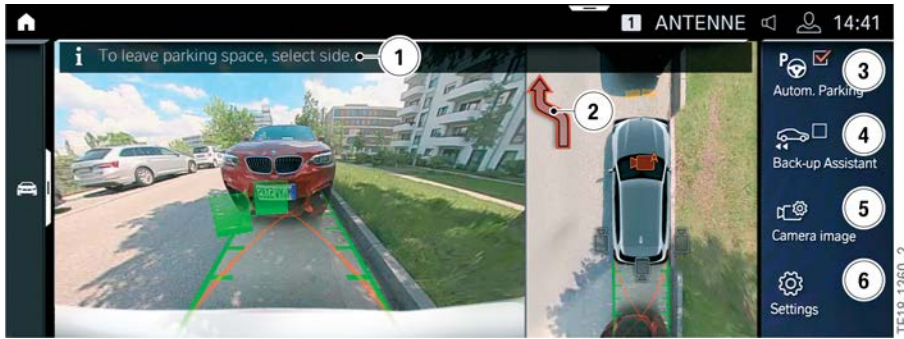 1 ANTENNE 14:41
i To leave parking space, select side. 1
2
P
3
Autom. Parking
4
Back-up Assistant
A
5
Camera image
6
Settings
TE18-1260_2